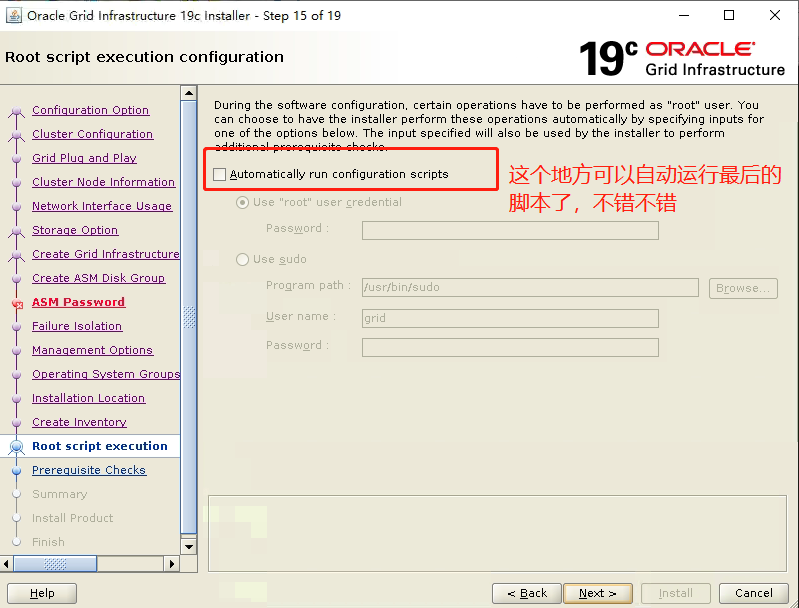 Oracle Grid Infrastructure 19c Installer - Step 15 of 19
Root script execution configuration
19c ORACLE
Grid Infrastructure
Configuration Option
Cluster Configuration
Grid Plug and Play
Cluster Node Information
Network Interface Usage
Storage Option
Create Grid Infrastructure
Create ASM Disk Group
ASM Password
Failure Isolation
Management Options
Operating System Groups
Installation Location
Create Inventory
Root script execution
Prerequisite Checks
Summary
Install Product
Finish
During the software configuration, certain operations have to be performed as "root" user. You
can choose to have the installer perform these operations automatically by specifying inputs for
one of the options below. The input specified will also be used by the installer to perform
additional prerequisite checks.
Automatically run configuration scripts
这个地方可以自动运行最后的
脚本了，不错不错
Use "root" user credential
Password :
Use sudo
Program path : /usr/bin/sudo Browse...
User name : grid
Password :
Help < Back Next > Install Cancel